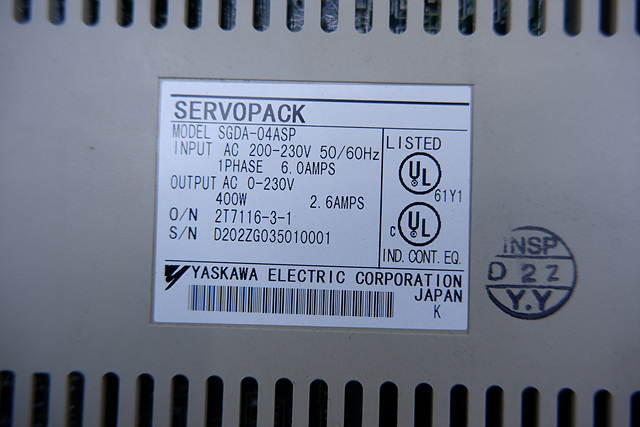 SERVOPACK
MODEL SGDA-04ASP
INPUT AC 200-230V 50/60Hz
1PHASE 6.0AMPS
OUTPUT AC 0-230V
400W 2.6AMPS
O/N 2T7116-3-1
S/N D202ZG035010001
LISTED
UL
61Y1
C UL
IND. CONT. EQ.
YASKAWA ELECTRIC CORPORATION
JAPAN
K
INSP
D 22
Y.Y